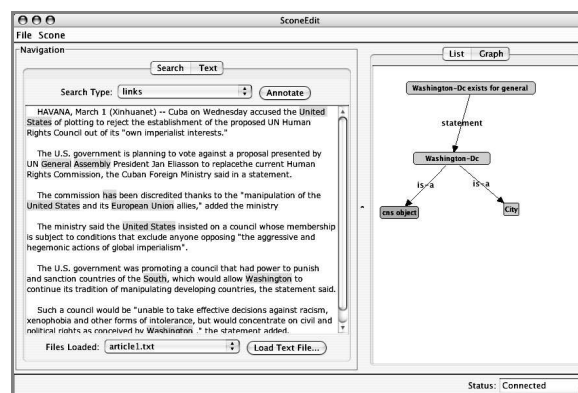 SconeEdit
File Scone
Navigation
Search Text
List Graph
Search Type: links Annotate
HAVANA, March 1 (Xinhuanet) -- Cuba on Wednesday accused the United
States of plotting to reject the establishment of the proposed UN Human
Rights Council out of its "own imperialist interests."
The U.S. government is planning to vote against a proposal presented by
UN General Assembly President Jan Eliasson to replacethe current Human
Rights Commission, the Cuban Foreign Ministry said in a statement.
The commission has been discredited thanks to the "manipulation of the
United States and its European Union allies," added the ministry
The ministry said the United States insisted on a council whose membership
is subject to conditions that exclude anyone opposing "the aggressive and
hegemonic actions of global imperialism".
The U.S. government was promoting a council that had power to punish
and sanction countries of the South, which would allow Washington to
continue its tradition of manipulating developing countries, the statement said.
Such a council would be "unable to take effective decisions against racism,
xenophobia and other forms of intolerance, but would concentrate on civil and
political rights as conceived by Washington ," the statement added.
Files Loaded: article1.txt Load Text File...
Washington-Dc exists for general
statement
Washington-Dc
is-a is-a
cns object City
Status: Connected